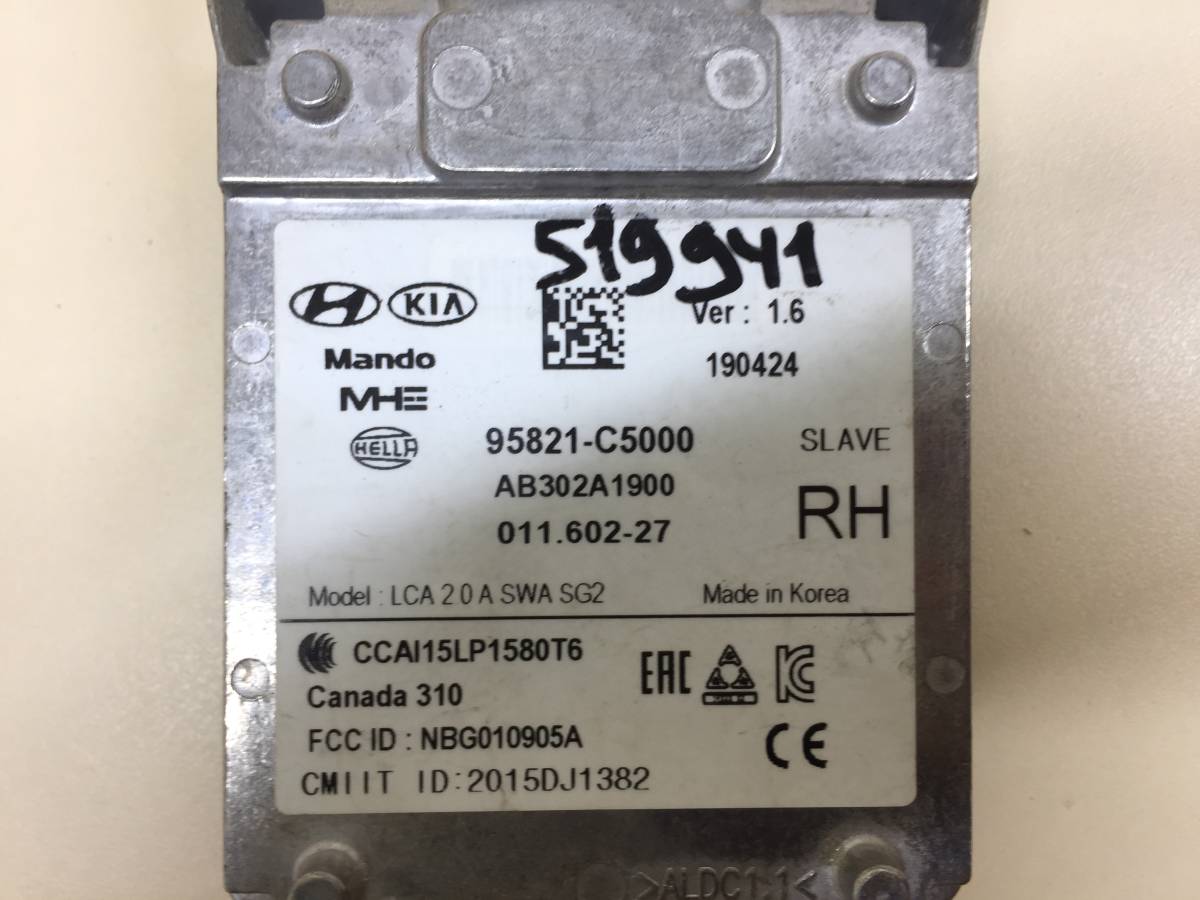 519941
KIA
Ver : 1.6
Mando
190424
MHE
HELLA
95821-C5000
SLAVE
AB302A1900
RH
011.602-27
Model : LCA 2 0 A SWA SG2
Made in Korea
CCAI15LP1580T6
EAC
Canada 310
FCC ID : NBG010905A
CE
CMIIT ID:2015DJ1382
>ALDC1.1<